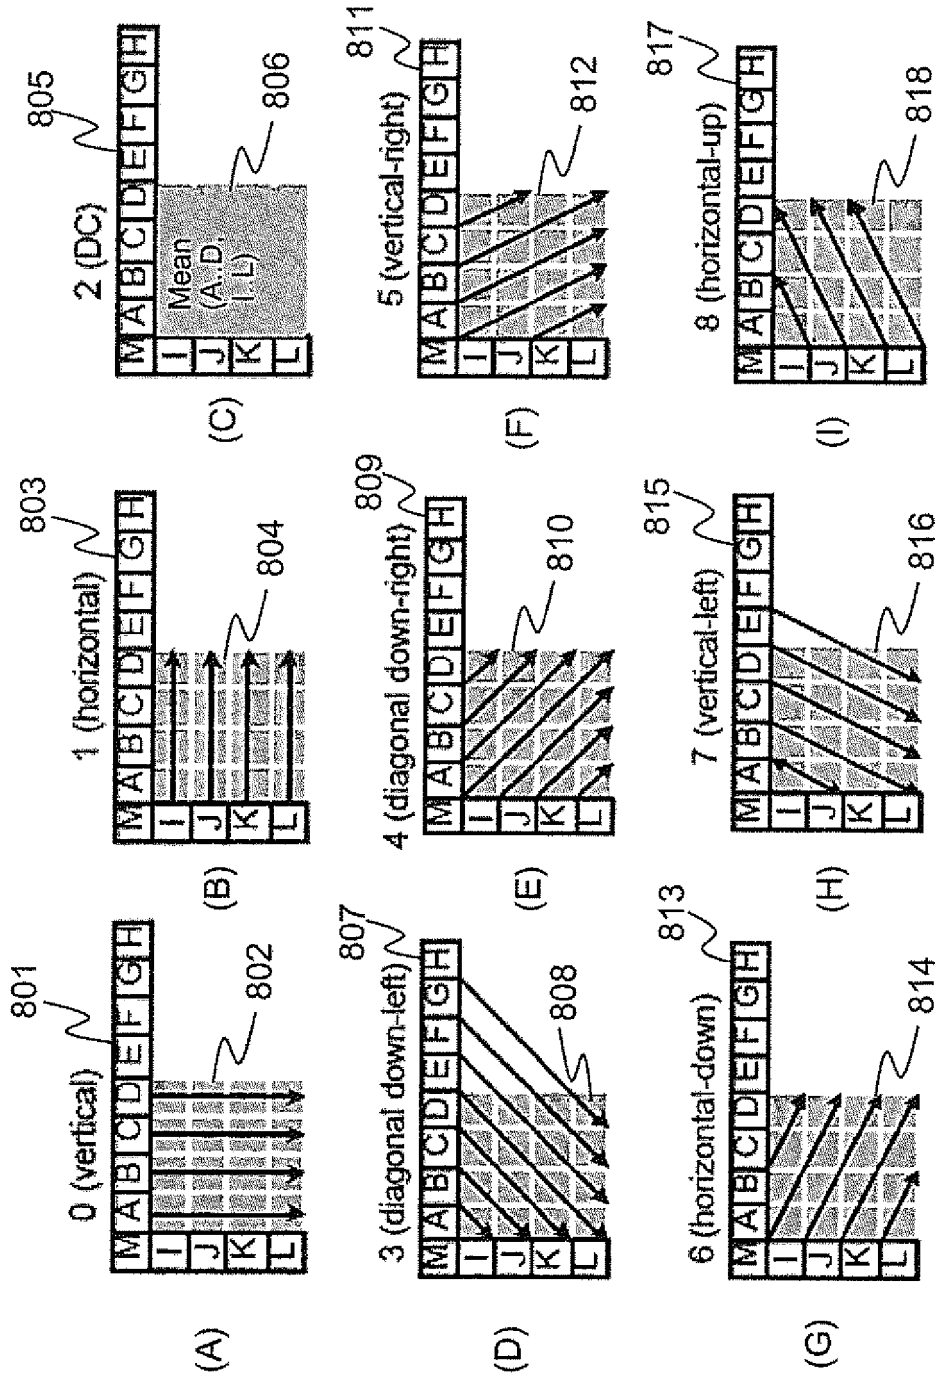 (A)
0 (vertical)
801
M A B C D E F G H
I
J
K
L
802
(B)
1 (horizontal)
803
M A B C D E F G H
I
J
K
L
804
(C)
2 (DC)
805
M A B C D E F G H
I
J
K
L
Mean
(A..D,
I..L)
806
(D)
3 (diagonal down-left)
807
M A B C D E F G H
I
J
K
L
808
(E)
4 (diagonal down-right)
809
M A B C D E F G H
I
J
K
L
810
(F)
5 (vertical-right)
811
M A B C D E F G H
I
J
K
L
812
(G)
6 (horizontal-down)
813
M A B C D E F G H
I
J
K
L
814
(H)
7 (vertical-left)
815
M A B C D E F G H
I
J
K
L
816
(I)
8 (horizontal-up)
817
M A B C D E F G H
I
J
K
L
818